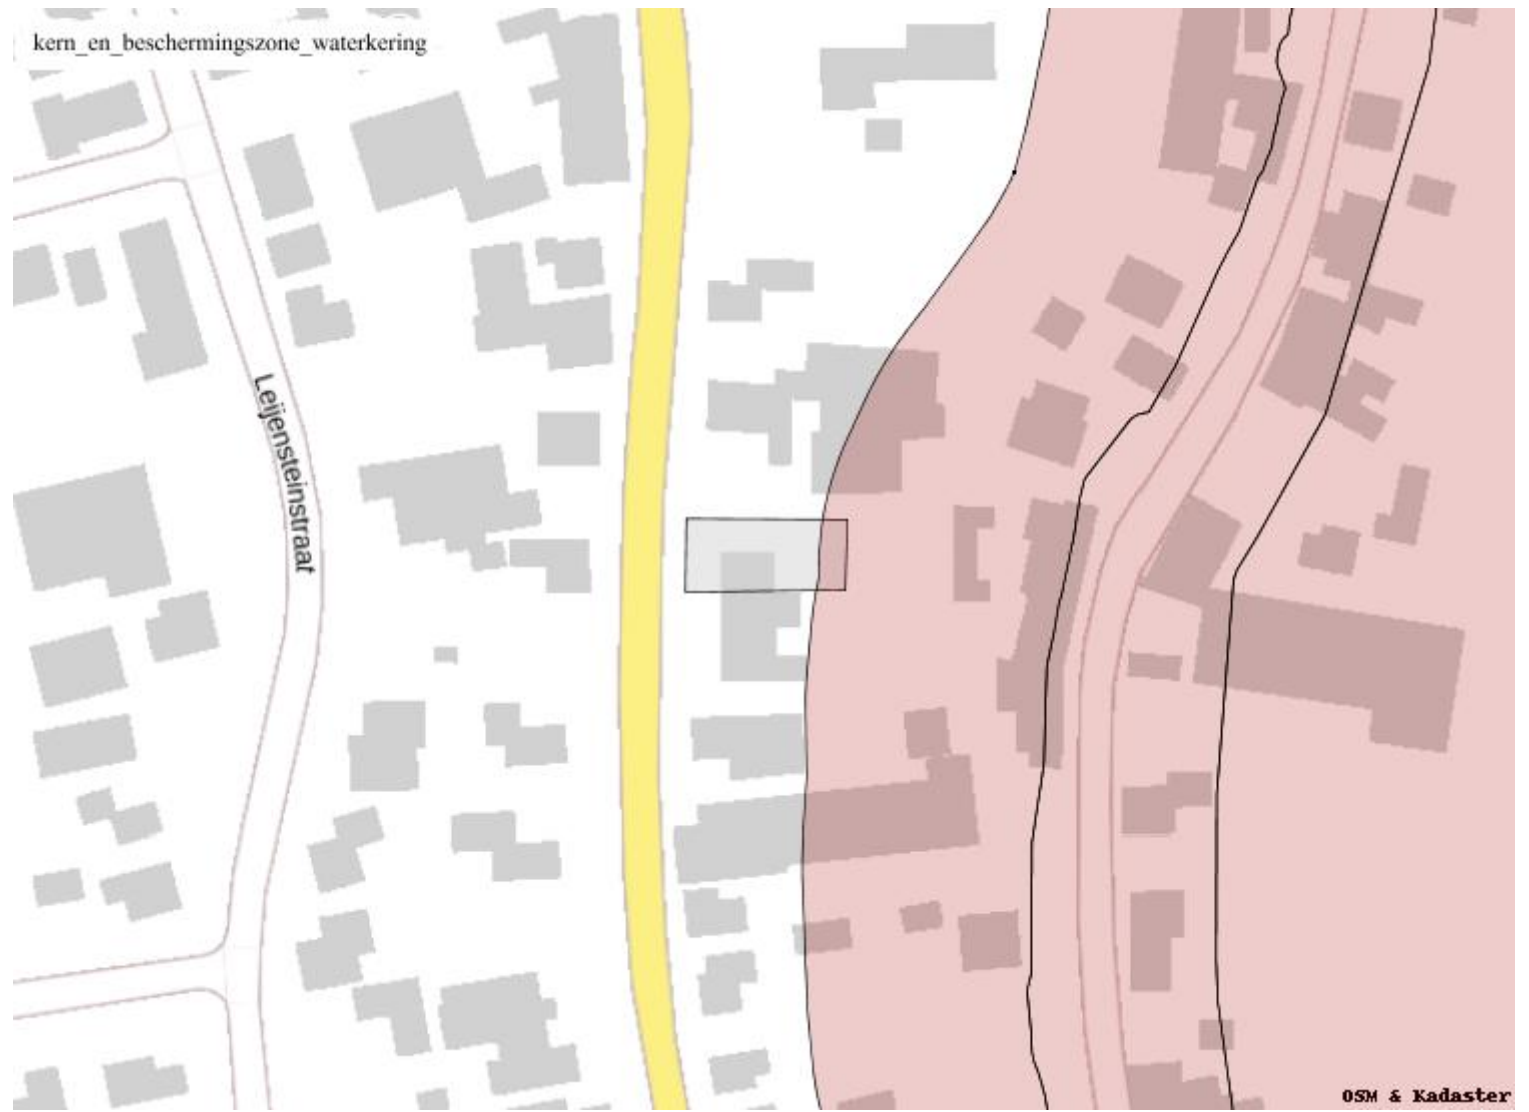 kern_en_beschermingszone_waterkering
Leijensteinstraat
OSM & Kadaster